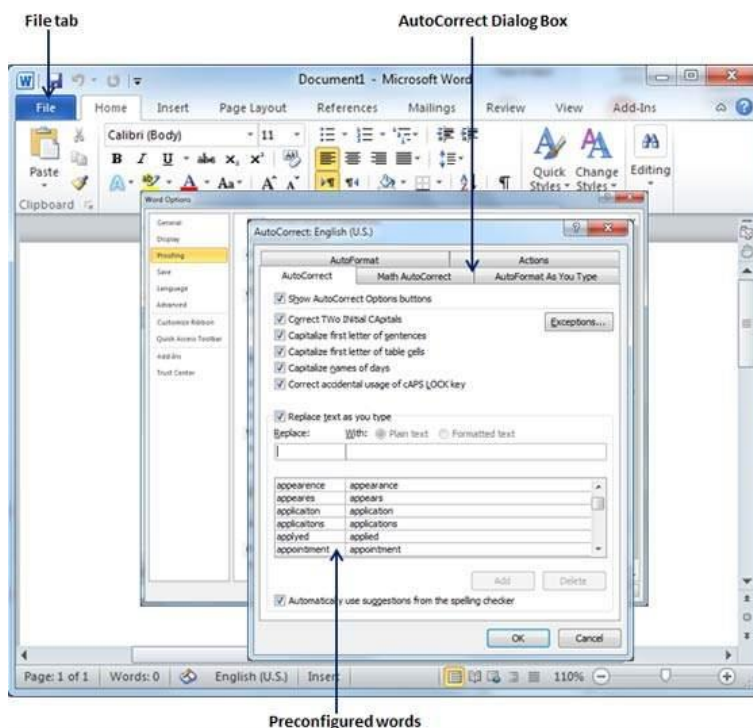 File tab
AutoCorrect Dialog Box
Document1 - Microsoft Word
File Home Insert Page Layout References Mailings Review View Add-Ins
Calibri (Body) 11
Paste
B I U abe x₂ x²
A Aa A A
Quick Styles Change Styles Editing
Clipboard
Word Options
General
Display
Proofing
Save
Language
Advanced
Customize Ribbon
Quick Access Toolbar
Add-Ins
Trust Center
AutoCorrect: English (U.S.)
AutoFormat Actions
AutoCorrect Math AutoCorrect AutoFormat As You Type
Show AutoCorrect Options buttons
Correct TWo INitial CApitals
Exceptions...
Capitalize first letter of sentences
Capitalize first letter of table cells
Capitalize names of days
Correct accidental usage of cAPS LOCK key
Replace text as you type
Replace: With: Plain text Formatted text
appearence appearance
appeares appears
applicaiton application
applicaitons applications
applyed applied
appointment appointment
Add Delete
Automatically use suggestions from the spelling checker
OK Cancel
Page: 1 of 1 Words: 0 English (U.S.) Insert 110%
Preconfigured words